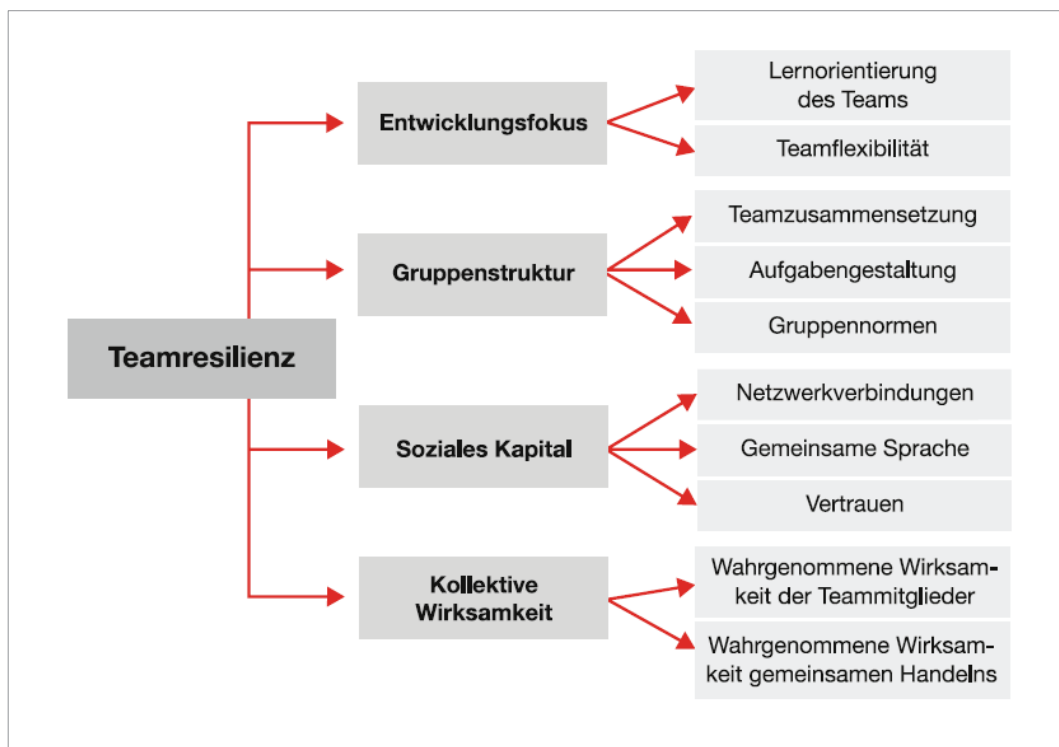 Teamresilienz
Entwicklungsfokus
Lernorientierung
des Teams
Teamflexibilität
Gruppenstruktur
Teamzusammensetzung
Aufgabengestaltung
Gruppennormen
Soziales Kapital
Netzwerkverbindungen
Gemeinsame Sprache
Vertrauen
Kollektive
Wirksamkeit
Wahrgenommene Wirksam-
keit der Teammitglieder
Wahrgenommene Wirksam-
keit gemeinsamen Handelns